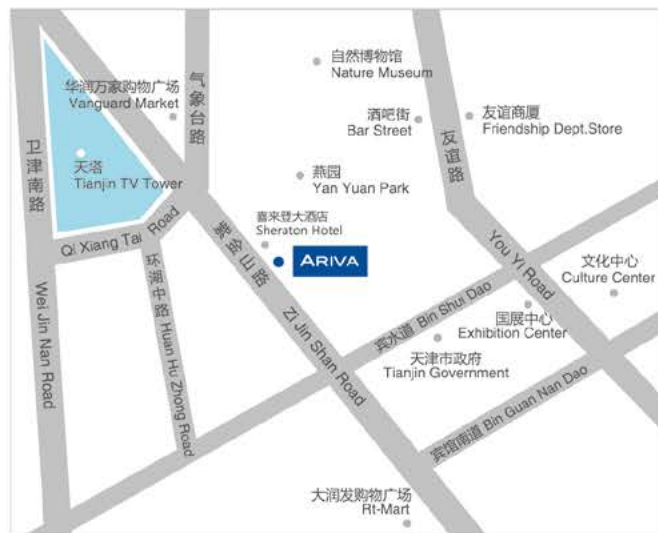 自然博物馆
Nature Museum
华润万家购物广场
Vanguard Market
气象台路
酒吧街
Bar Street
友谊商厦
Friendship Dept.Store
友谊路
卫津南路
天塔
Tianjin TV Tower
燕园
Yan Yuan Park
喜来登大酒店
Sheraton Hotel
ARIVA
Qi Xiang Tai Road
紫金山路
Zi Jin Shan Road
环湖中路 Huan Hu Zhong Road
Wei Jin Nan Road
You Yi Road
文化中心
Culture Center
宾水道 Bin Shui Dao
国展中心
Exhibition Center
天津市政府
Tianjin Government
宾馆南道 Bin Guan Nan Dao
大润发购物广场
Rt-Mart